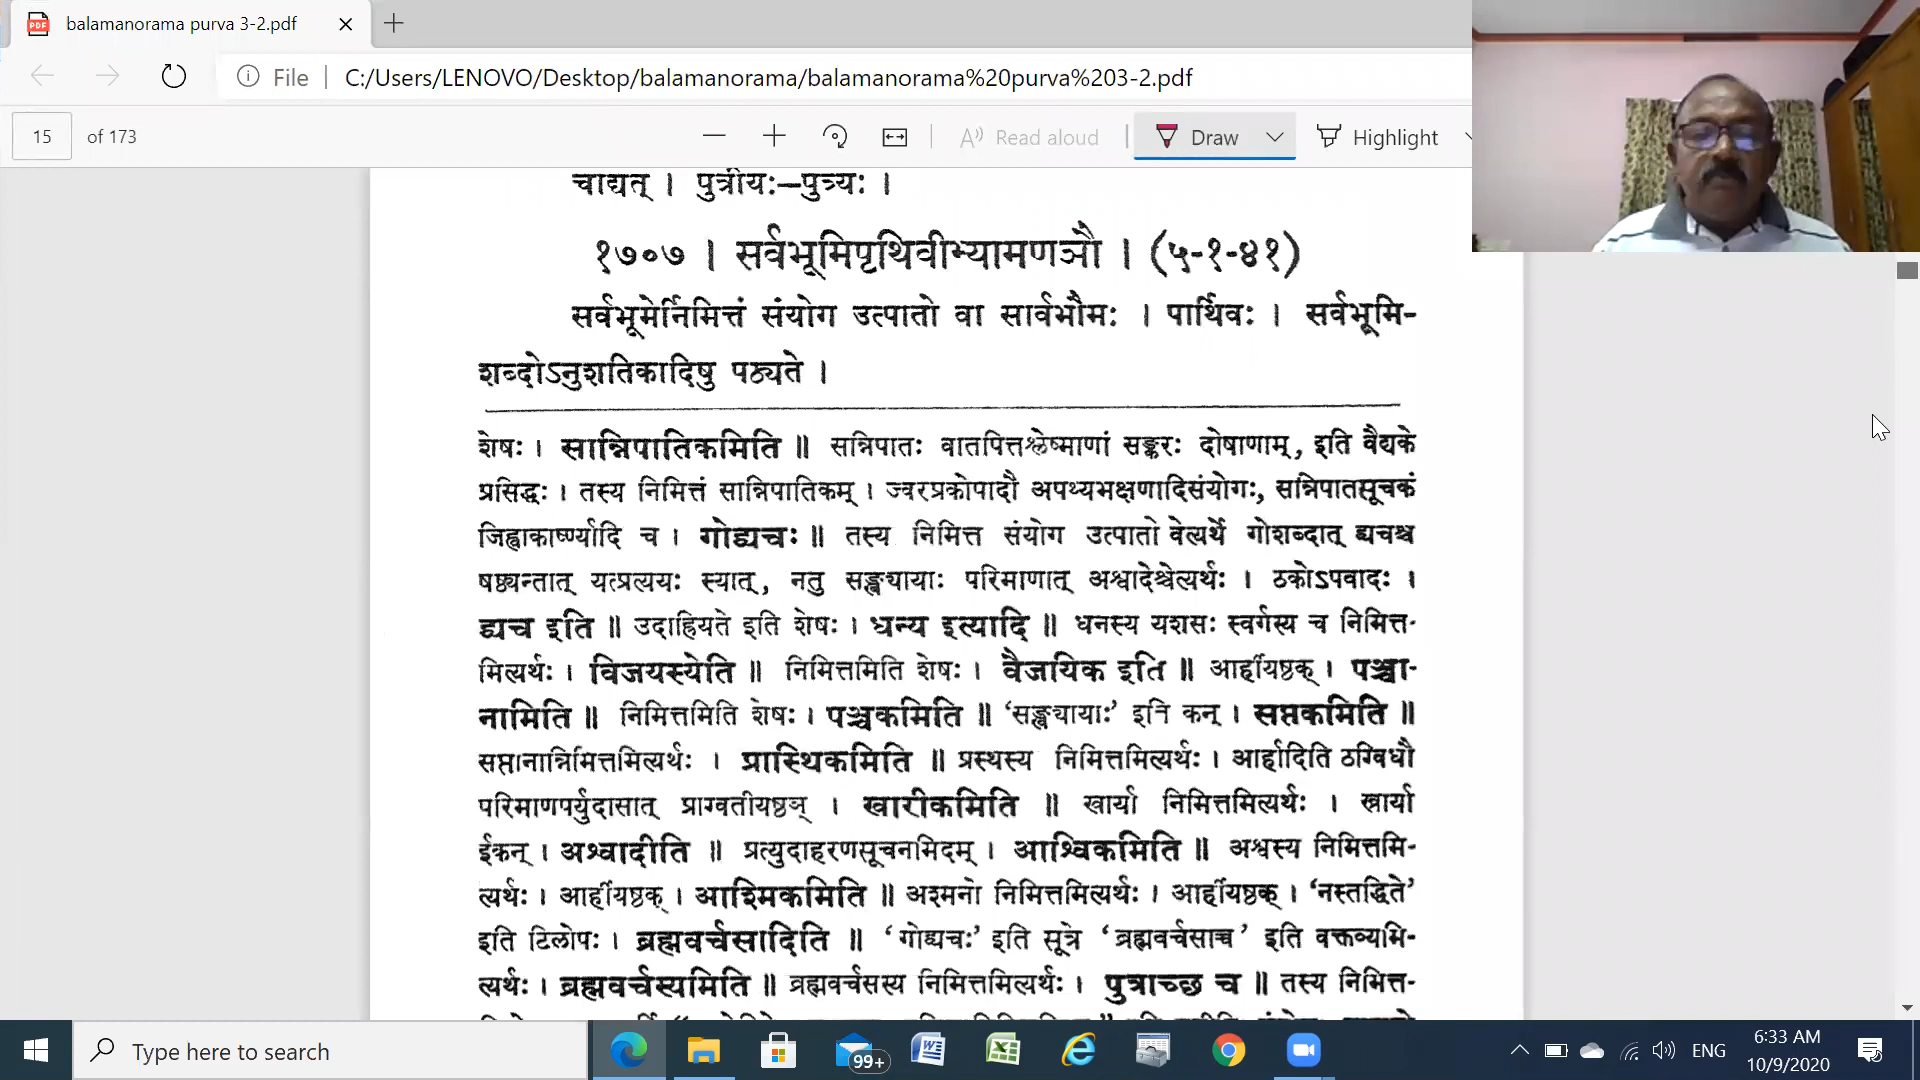 balamanorama purva 3-2.pdf
File | C:/Users/LENOVO/Desktop/balamanorama/balamanorama%20purva%203-2.pdf
15 of 173 Read aloud Draw Highlight
चाद्यत् । पुत्रीयः—पुत्र्यः ।
१७०७ । सर्वभूमिपृथिवीभ्यामणञौ । (५-१-४१)
सर्वभूमेर्निमित्तं संयोग उत्पातो वा सार्वभौमः । पार्थिवः । सर्वभूमि-
शब्दोऽनुशतिकादिषु पठ्यते ।
शेषः । सान्निपातिकमिति ॥ सन्निपातः वातपित्तश्लेष्माणां सङ्करः दोषाणाम्, इति वैद्यके
प्रसिद्धः । तस्य निमित्तं सान्निपातिकम् । ज्वरप्रकोपादौ अपथ्यभक्षणादिसंयोगः, सन्निपातसूचकं
जिह्वाकार्ष्ण्यादि च । गोद्व्यचः ॥ तस्य निमित्त संयोग उत्पातो वेत्यर्थे गोशब्दात् द्व्यचश्च
षष्ठ्यन्तात् यत्प्रत्ययः स्यात्, नतु सङ्ख्यायाः परिमाणात् अश्वादेश्चेत्यर्थः । ठकोऽपवादः ।
द्व्यच इति ॥ उदाह्रियते इति शेषः । धन्य इत्यादि ॥ धनस्य यशसः स्वर्गस्य च निमित्त-
मित्यर्थः । विजयस्येति ॥ निमित्तमिति शेषः । वैजयिक इति ॥ आर्हीयष्ठक् । पञ्चा-
नामिति ॥ निमित्तमिति शेषः । पञ्चकमिति ॥ ‘सङ्ख्यायाः’ इति कन् । सप्तकमिति ॥
सप्तानान्निमित्तमित्यर्थः । प्रास्थिकमिति ॥ प्रस्थस्य निमित्तमित्यर्थः । आर्हादिति ठग्विधौ
परिमाणपर्युदासात् प्राग्वतीयष्ठञ् । खारीकमिति ॥ खार्या निमित्तमित्यर्थः । खार्या
ईकन् । अश्वादीति ॥ प्रत्युदाहरणसूचनमिदम् । आश्विकमिति ॥ अश्वस्य निमित्तमि-
त्यर्थः । आर्हीयष्ठक् । आश्मिकमिति ॥ अश्मनो निमित्तमित्यर्थः । आर्हीयष्ठक् । ‘नस्तद्धिते’
इति टिलोपः । ब्रह्मवर्चसादिति ॥ ‘गोद्व्यचः’ इति सूत्रे ‘ब्रह्मवर्चसाच्च’ इति वक्तव्यमि-
त्यर्थः । ब्रह्मवर्चस्यमिति ॥ ब्रह्मवर्चसस्य निमित्तमित्यर्थः । पुत्राच्छ च ॥ तस्य निमित्त-
Type here to search
99+
ENG
6:33 AM
10/9/2020